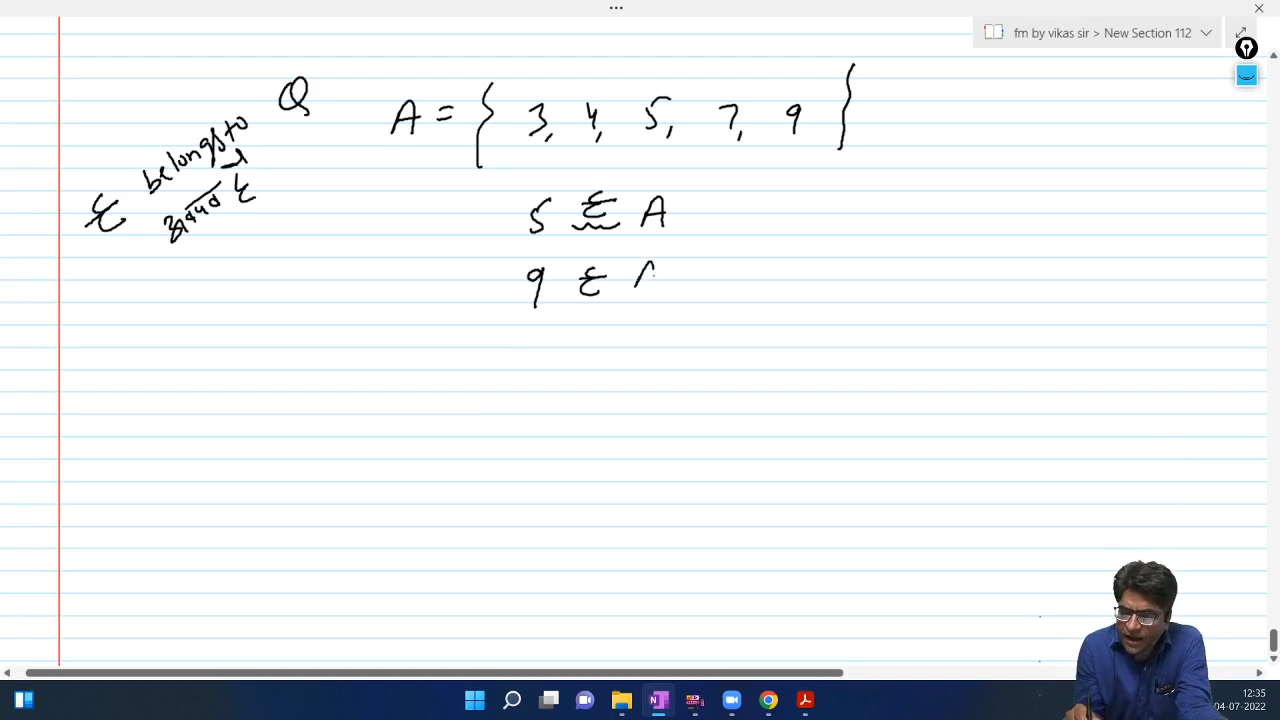 fm by vikas sir > New Section 112
Q A = { 3, 4, 5, 7, 9 }
belongs to
Ɛ
5 Ɛ A
9 Ɛ
12:35
04-07-2022